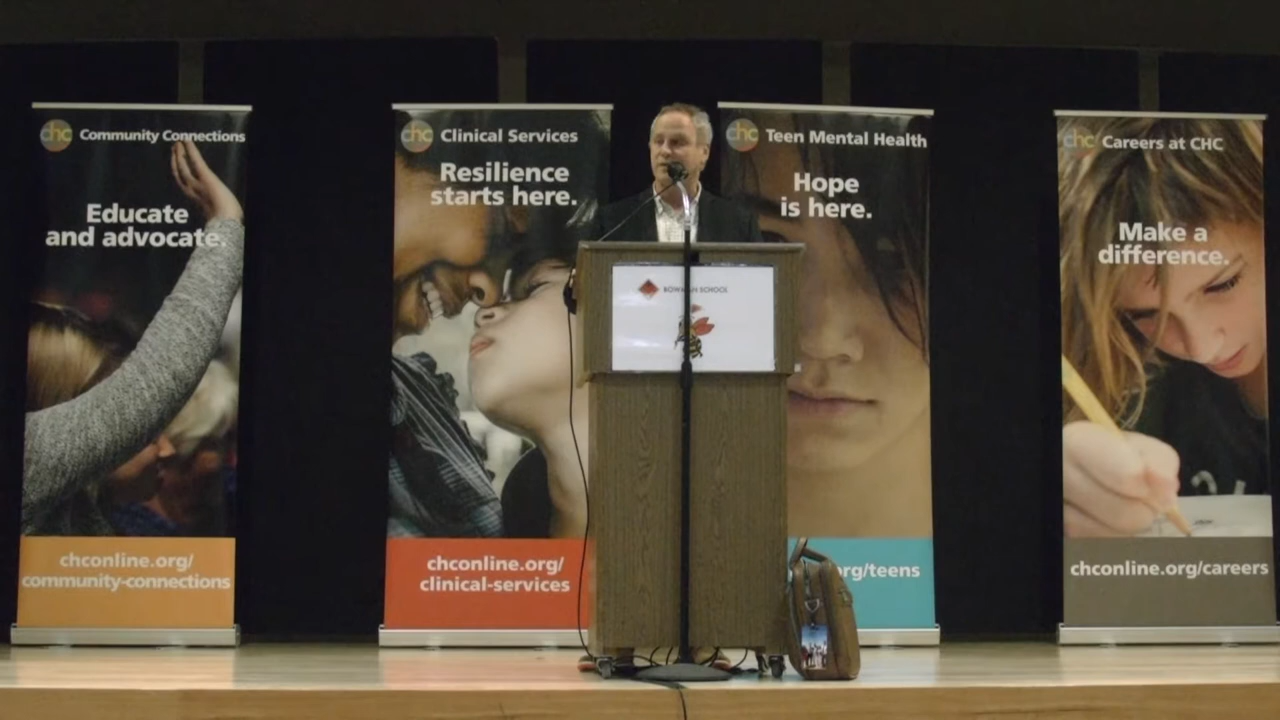 chc Community Connections
Educate
and advocate.
chconline.org/
community-connections
chc Clinical Services
Resilience
starts here.
chconline.org/
clinical-services
BOWMAN SCHOOL
chc Teen Mental Health
Hope
is here.
org/teens
chc Careers at CHC
Make a
difference.
chconline.org/careers